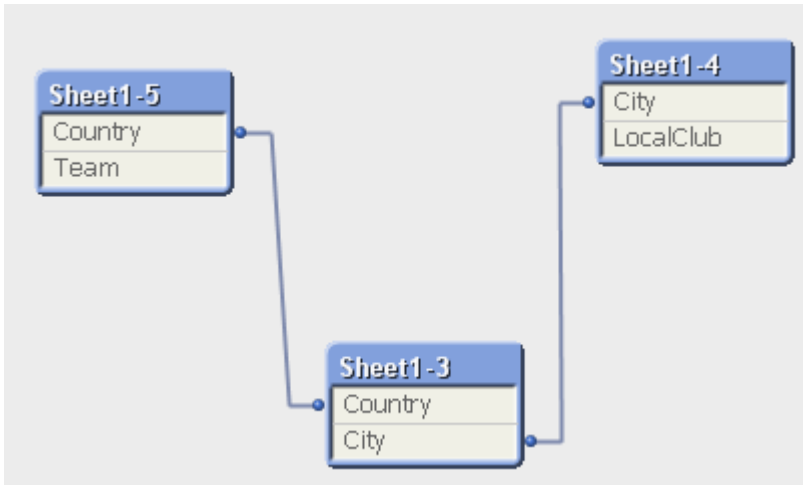 Sheet1-5
Country
Team
Sheet1-4
City
LocalClub
Sheet1-3
Country
City